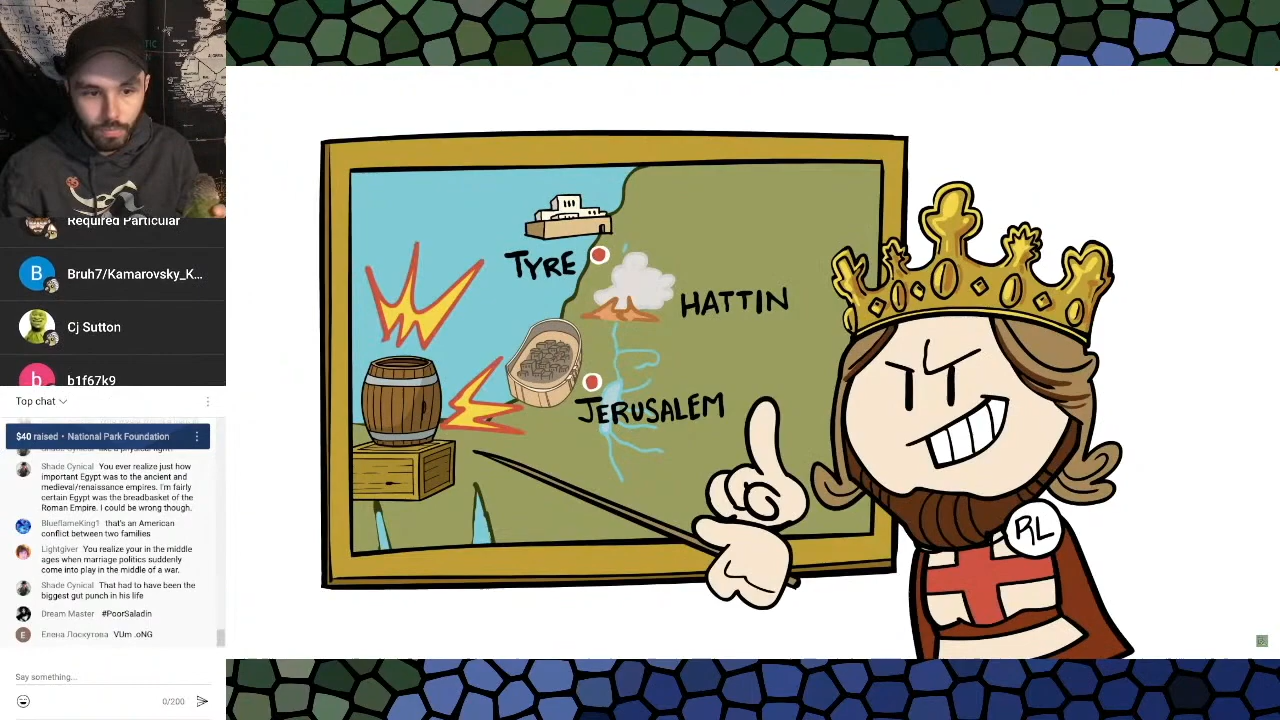 USA
Required Particular
B
Bruh7/Kamarovsky_K...
Cj Sutton
b
b1f67k9
Top chat
$40 raised • National Park Foundation
Shade Cynical You ever realize just how
important Egypt was to the ancient and
medieval/renaissance empires. I'm fairly
certain Egypt was the breadbasket of the
Roman Empire. I could be wrong though.
BlueflameKing1 that's an American
conflict between two families
Lightgiver You realize your in the middle
ages when marriage politics suddenly
come into play in the middle of a war.
Shade Cynical That had to have been the
biggest gut punch in his life
Dream Master #PoorSaladin
E
Елена Лоскутова VUm .oNG
Say something...
0/200
TYRE
HATTIN
JERUSALEM
RL